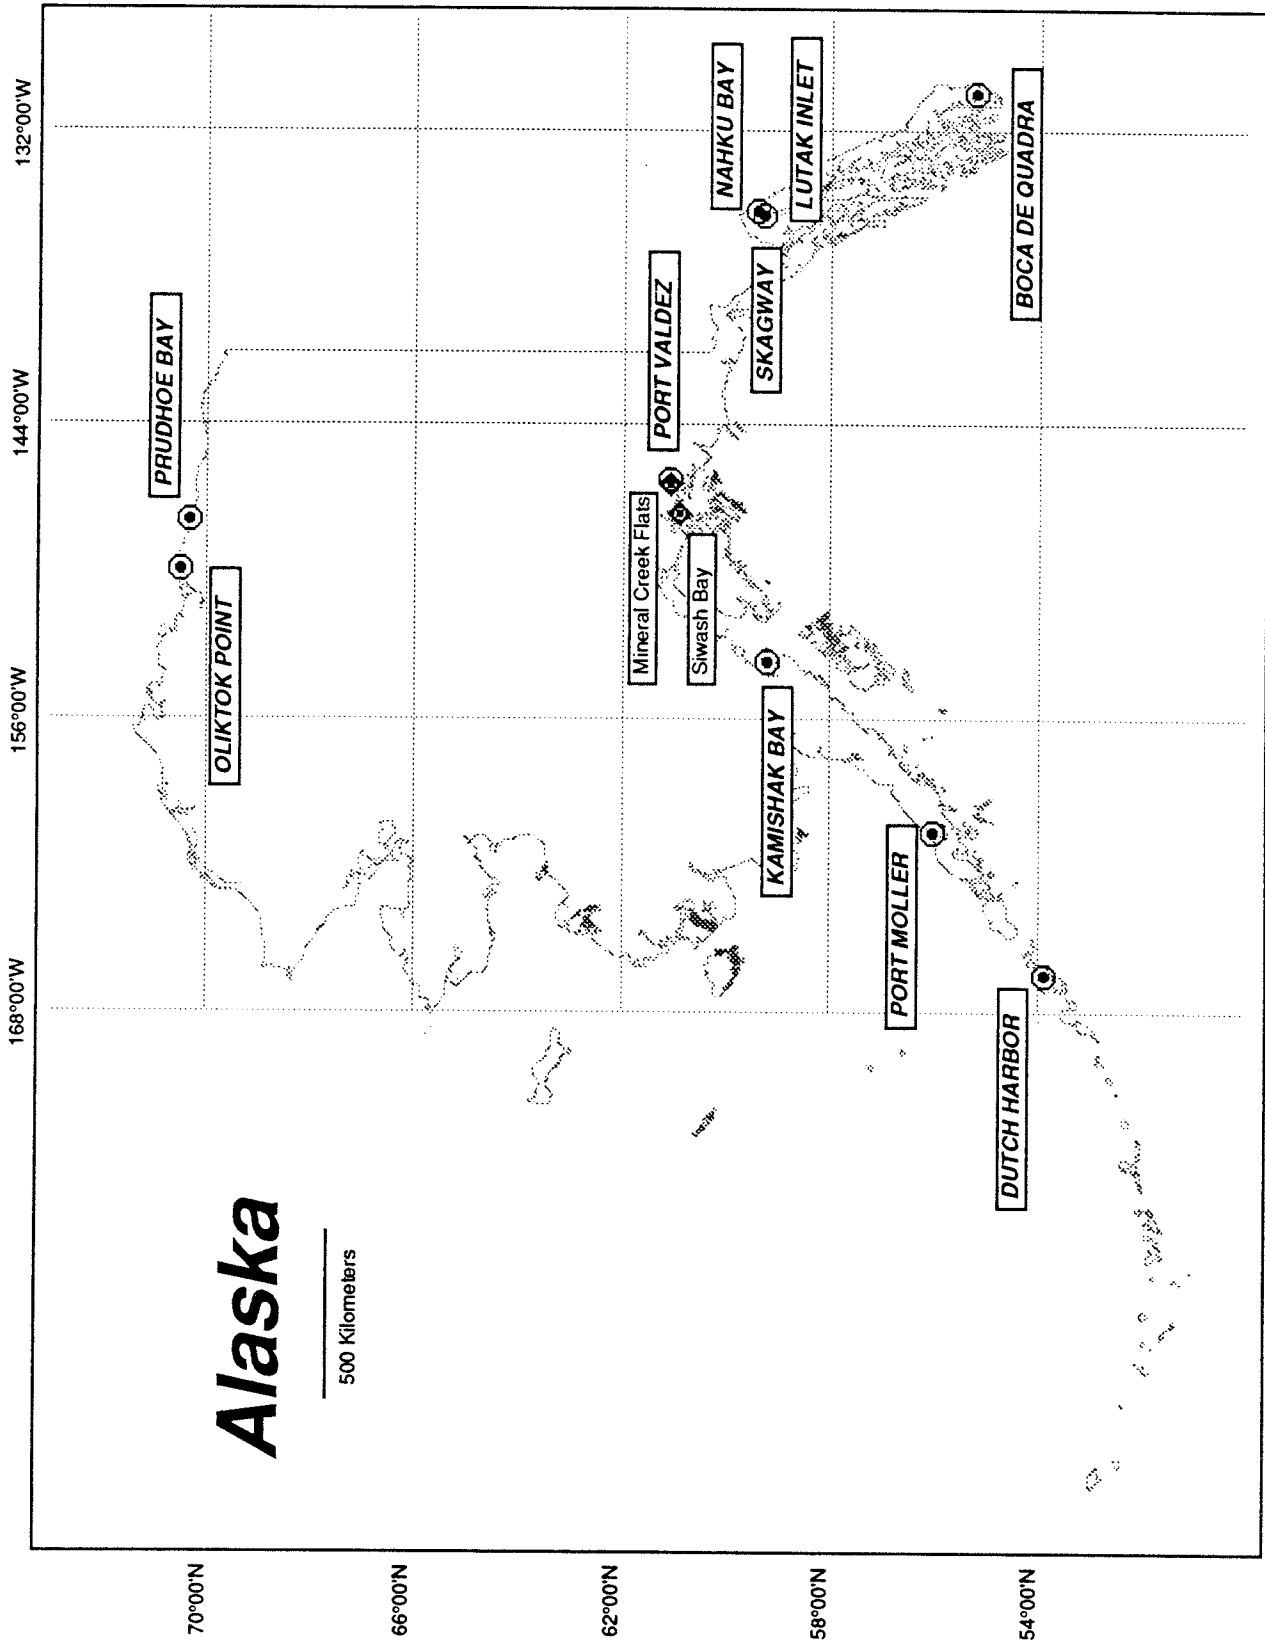 Alaska
500 Kilometers
168°00'W
156°00'W
144°00'W
132°00'W
70°00'N
66°00'N
62°00'N
58°00'N
54°00'N
OLIKTOK POINT
PRUDHOE BAY
Mineral Creek Flats
Siwash Bay
PORT VALDEZ
NAHKU BAY
SKAGWAY
LUTAK INLET
KAMISHAK BAY
PORT MOLLER
DUTCH HARBOR
BOCA DE QUADRA